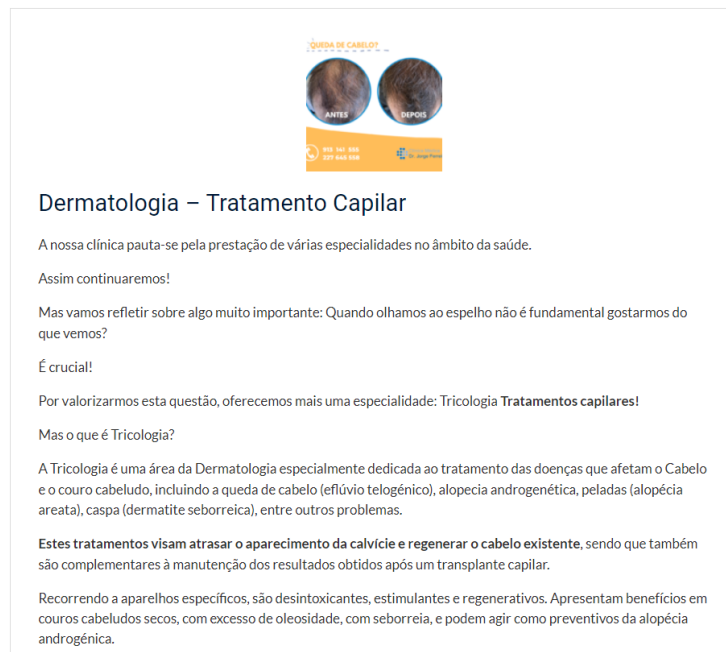 QUEDA DE CABELO?
ANTES
DEPOIS
Dr. Jorge
Dermatologia – Tratamento Capilar
A nossa clínica pauta-se pela prestação de várias especialidades no âmbito da saúde.
Assim continuaremos!
Mas vamos refletir sobre algo muito importante: Quando olhamos ao espelho não é fundamental gostarmos do
que vemos?
É crucial!
Por valorizarmos esta questão, oferecemos mais uma especialidade: Tricologia Tratamentos capilares!
Mas o que é Tricologia?
A Tricologia é uma área da Dermatologia especialmente dedicada ao tratamento das doenças que afetam o Cabelo
e o couro cabeludo, incluindo a queda de cabelo (eflúvio telogénico), alopecia androgenética, peladas (alopécia
areata), caspa (dermatite seborreica), entre outros problemas.
Estes tratamentos visam atrasar o aparecimento da calvície e regenerar o cabelo existente, sendo que também
são complementares à manutenção dos resultados obtidos após um transplante capilar.
Recorrendo a aparelhos específicos, são desintoxicantes, estimulantes e regenerativos. Apresentam benefícios em
couros cabeludos secos, com excesso de oleosidade, com seborreia, e podem agir como preventivos da alopécia
androgénica.